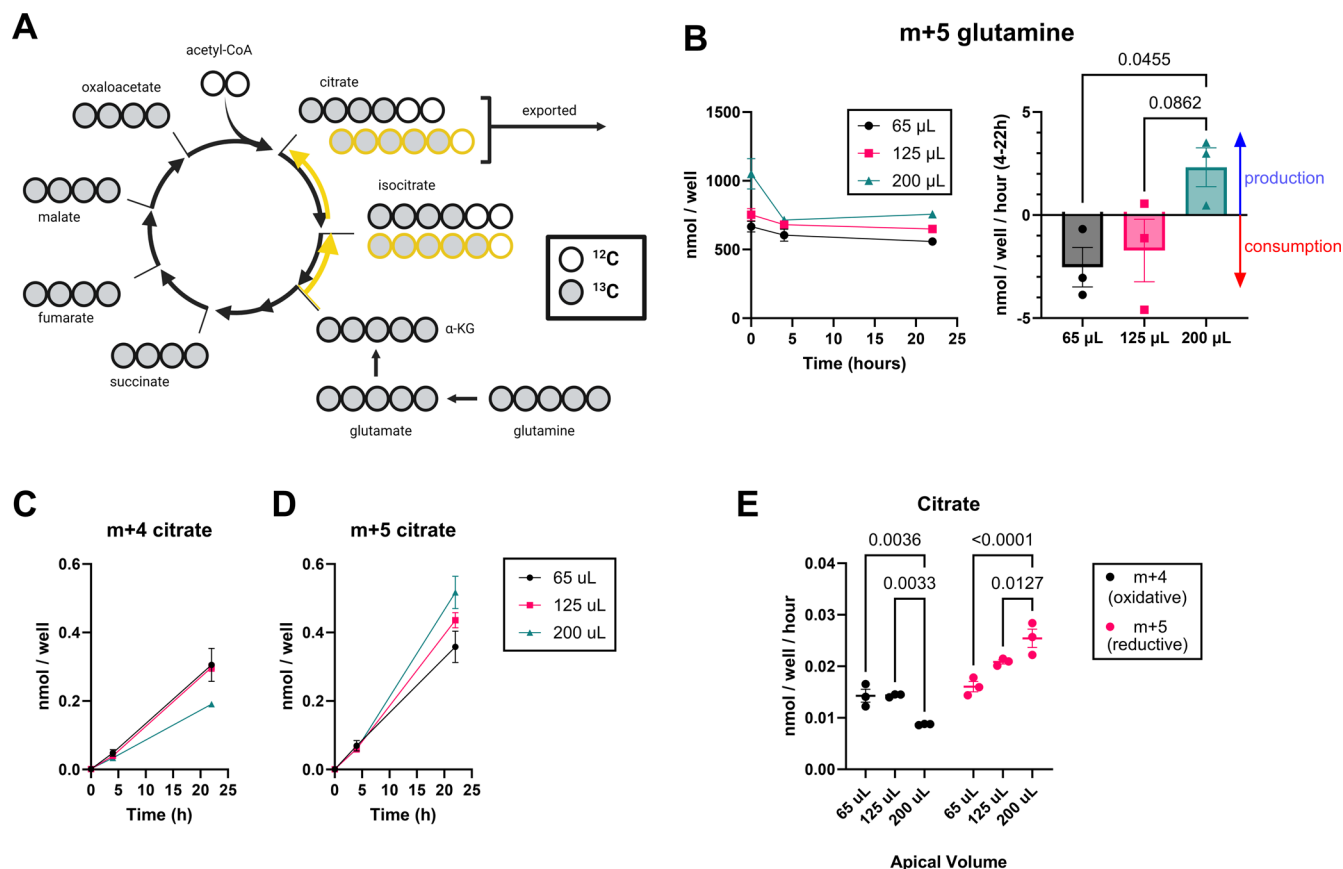 A
acetyl-CoA
oxaloacetate
citrate
exported
isocitrate
malate
¹²C
¹³C
fumarate
α-KG
succinate
glutamate
glutamine
B
m+5 glutamine
0.0455
0.0862
nmol / well
1500
1000
500
0
65 µL
125 µL
200 µL
0
5
10
15
20
25
Time (hours)
nmol / well / hour (4-22h)
5
0
-5
production
consumption
65 µL
125 µL
200 µL
C
m+4 citrate
nmol / well
0.6
0.4
0.2
0.0
0
5
10
15
20
25
Time (h)
D
m+5 citrate
nmol / well
0.6
0.4
0.2
0.0
0
5
10
15
20
25
Time (h)
65 uL
125 uL
200 uL
E
Citrate
0.0036
<0.0001
0.0033
0.0127
nmol / well / hour
0.04
0.03
0.02
0.01
0.00
65 uL
125 uL
200 uL
65 uL
125 uL
200 uL
Apical Volume
m+4
(oxidative)
m+5
(reductive)